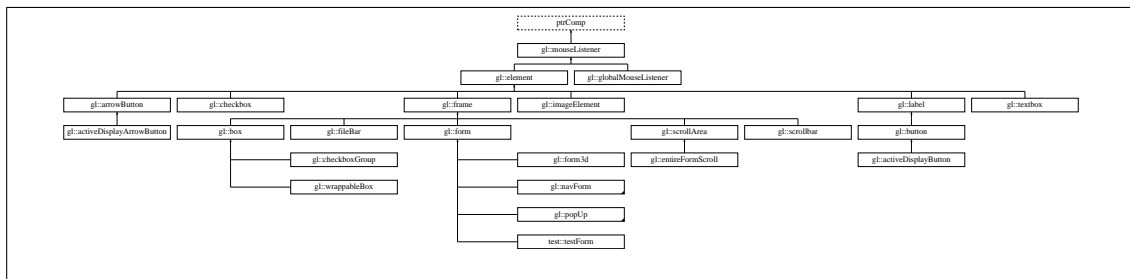 ptrComp
gl::mouseListener
gl::element gl::globalMouseListener
gl::arrowButton gl::checkbox gl::frame gl::imageElement gl::label gl::textbox
gl::activeDisplayArrowButton gl::box gl::fileBar gl::form gl::scrollArea gl::scrollbar gl::button
gl::checkboxGroup gl::form3d gl::entireFormScroll gl::activeDisplayButton
gl::wrappableBox gl::navForm
gl::popUp
test::testForm